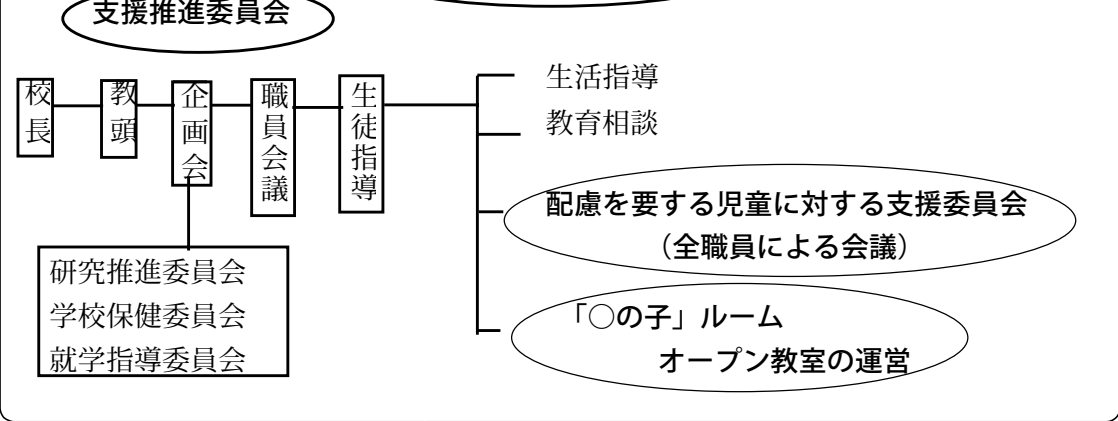 支援推進委員会
校長
教頭
企画会
職員会議
生徒指導
生活指導
教育相談
配慮を要する児童に対する支援委員会
（全職員による会議）
「○の子」ルーム
オープン教室の運営
研究推進委員会
学校保健委員会
就学指導委員会